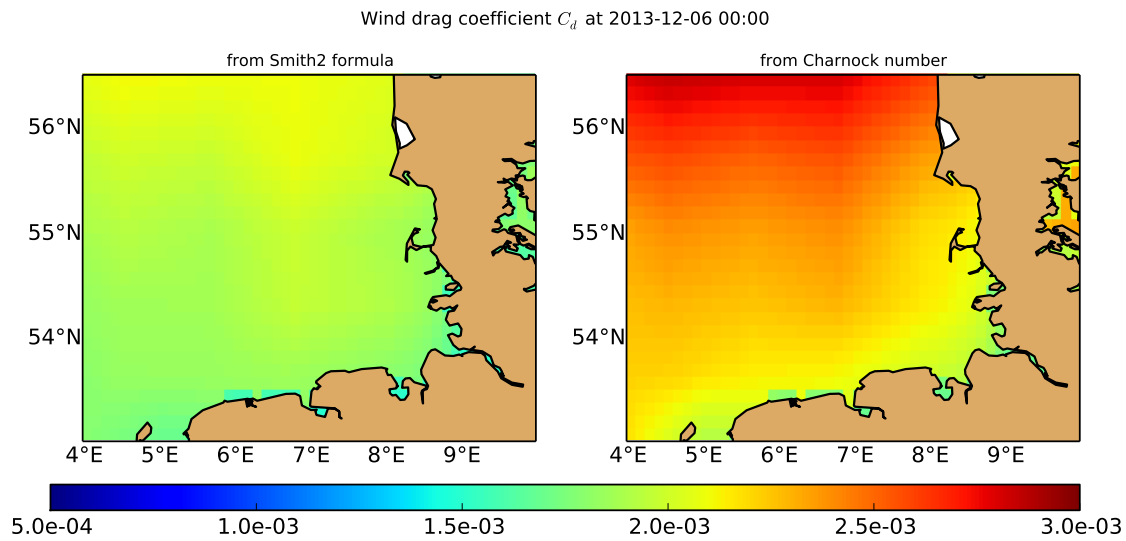 Wind drag coefficient C_d at 2013-12-06 00:00
from Smith2 formula
from Charnock number
56°N
55°N
54°N
4°E 5°E 6°E 7°E 8°E 9°E
56°N
55°N
54°N
4°E 5°E 6°E 7°E 8°E 9°E
5.0e-04 1.0e-03 1.5e-03 2.0e-03 2.5e-03 3.0e-03